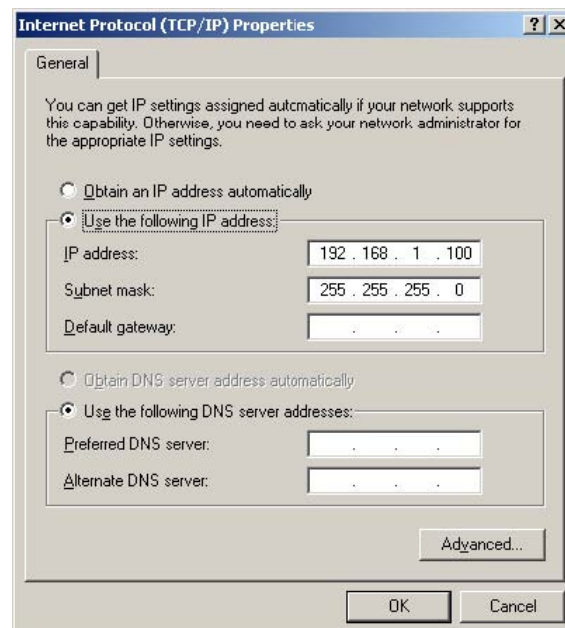 Internet Protocol (TCP/IP) Properties
General
You can get IP settings assigned automatically if your network supports
this capability. Otherwise, you need to ask your network administrator for
the appropriate IP settings.
Obtain an IP address automatically
Use the following IP address:
IP address: 192 . 168 . 1 . 100
Subnet mask: 255 . 255 . 255 . 0
Default gateway: . . .
Obtain DNS server address automatically
Use the following DNS server addresses:
Preferred DNS server: . . .
Alternate DNS server: . . .
Advanced...
OK Cancel